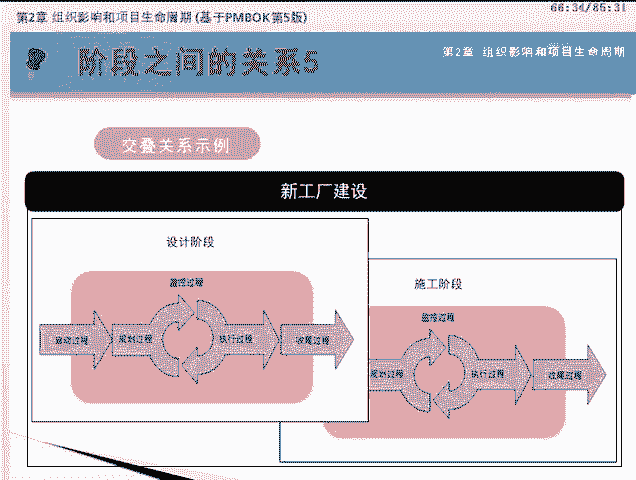 第2章 组织影响和项目生命周期 (基于PMBOK第5版)
66:34/85:31
阶段之间的关系5
第2章 组织影响和项目生命周期
交叠关系示例
新工厂建设
设计阶段
监控过程
启动过程
规划过程
执行过程
收尾过程
施工阶段
监控过程
规划过程
执行过程
收尾过程